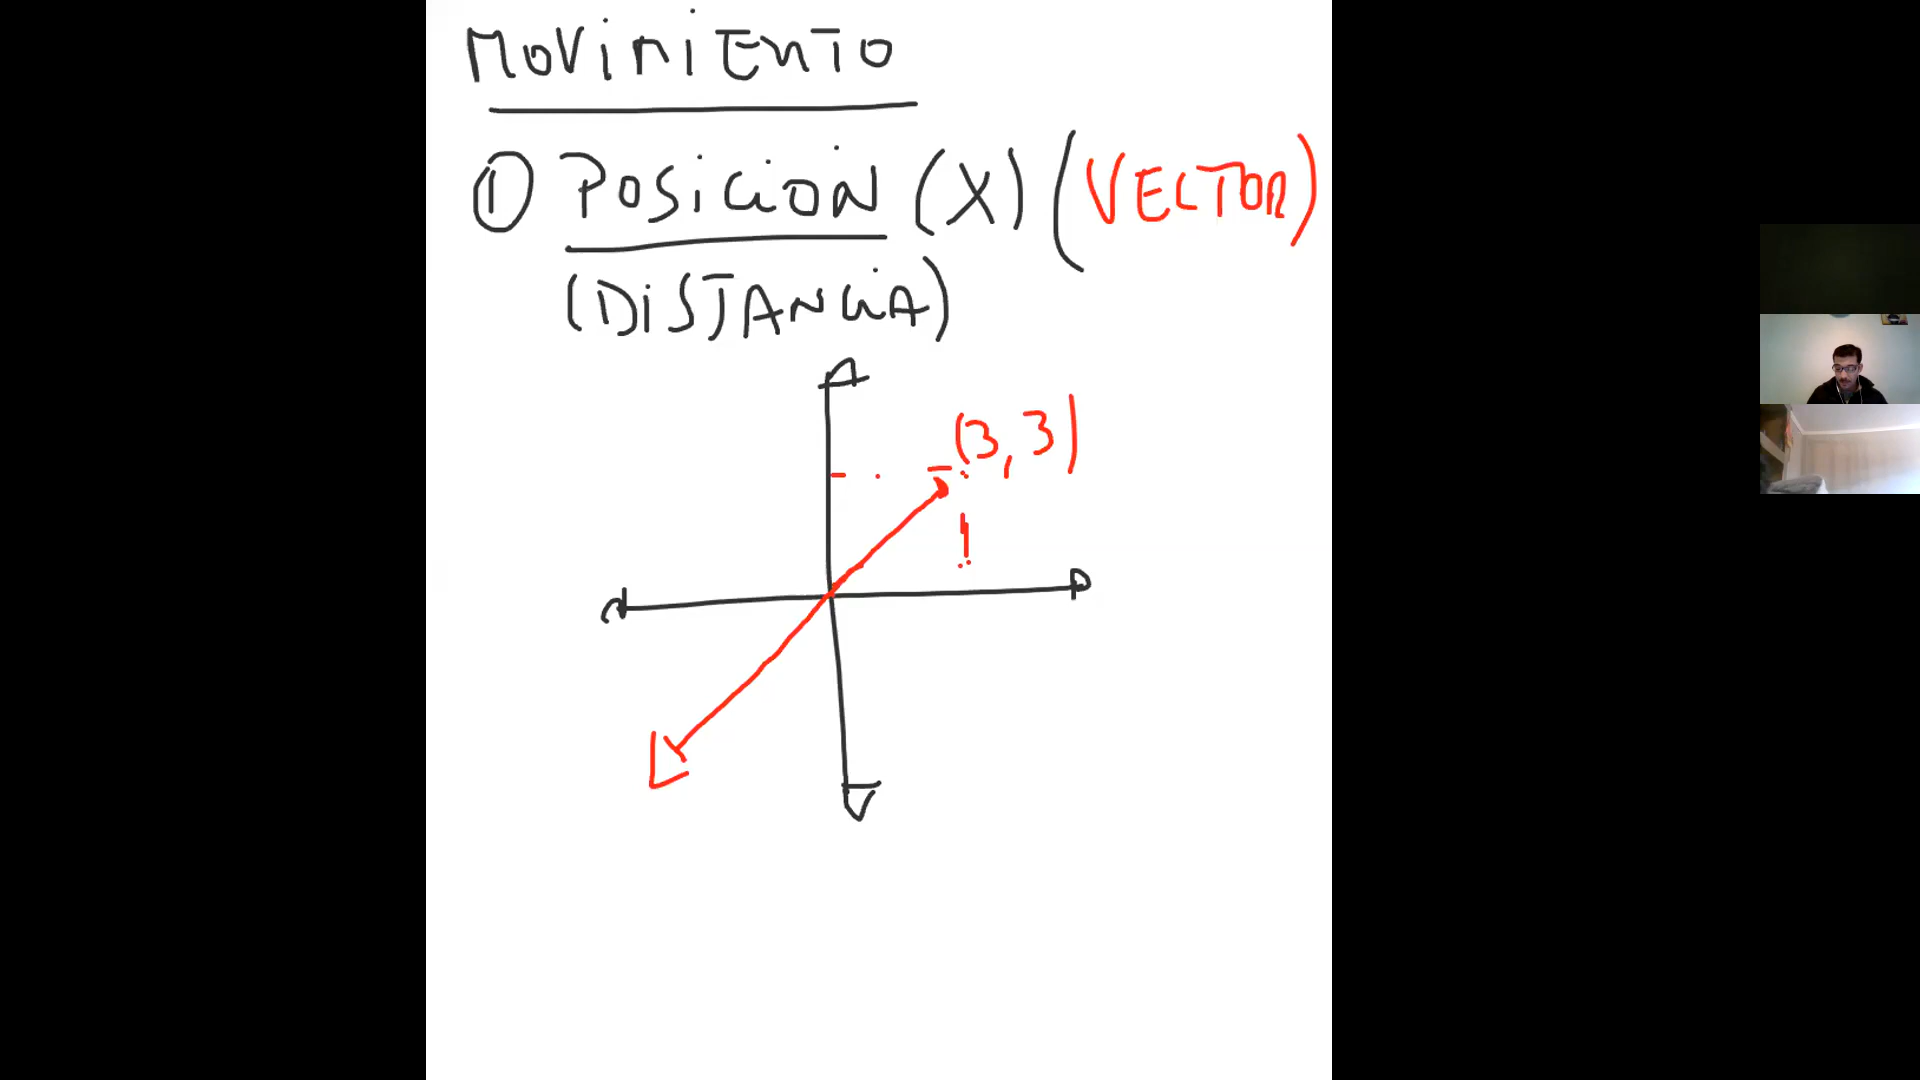 MOVIMIENTO
① POSICION (X) (VECTOR)
(DISTANCIA)
(3, 3)